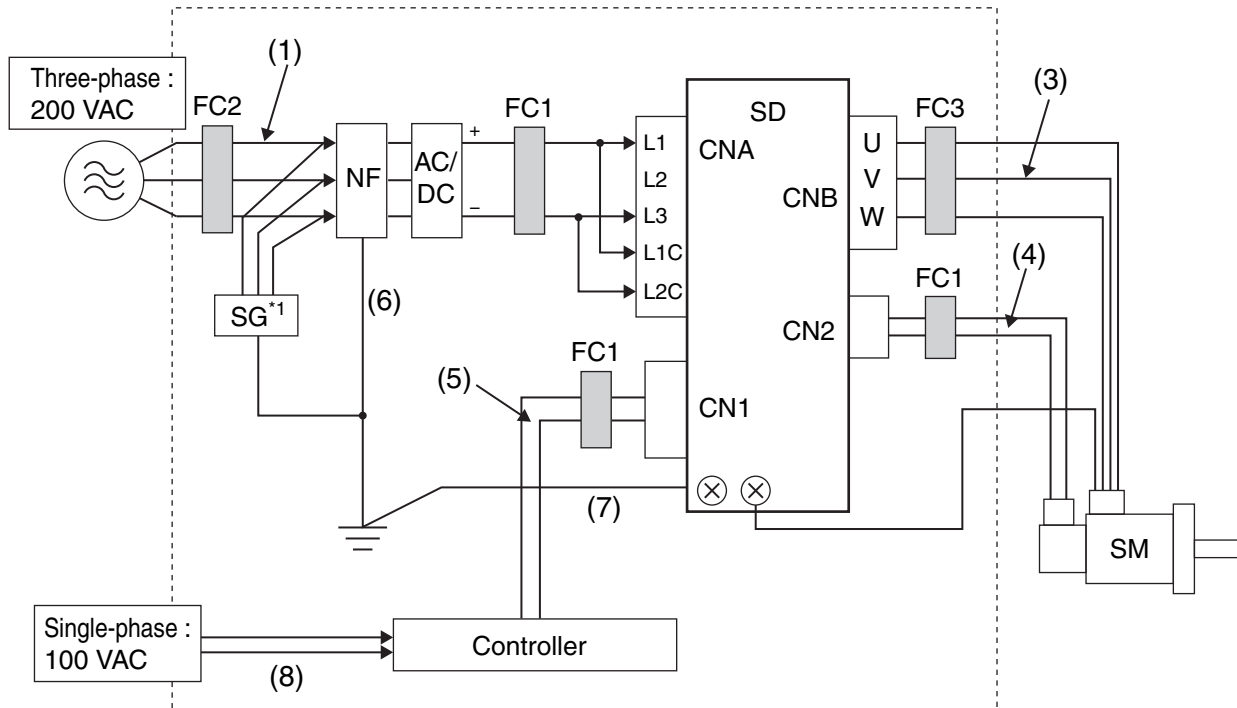 (1)
Three-phase :
200 VAC
FC2
NF
AC/
DC
+
−
FC1
L1
L2
L3
L1C
L2C
SD
CNA
CNB
CN2
CN1
U
V
W
FC3
(3)
FC1
(4)
SG*1
(6)
FC1
(5)
(7)
SM
Single-phase :
100 VAC
(8)
Controller